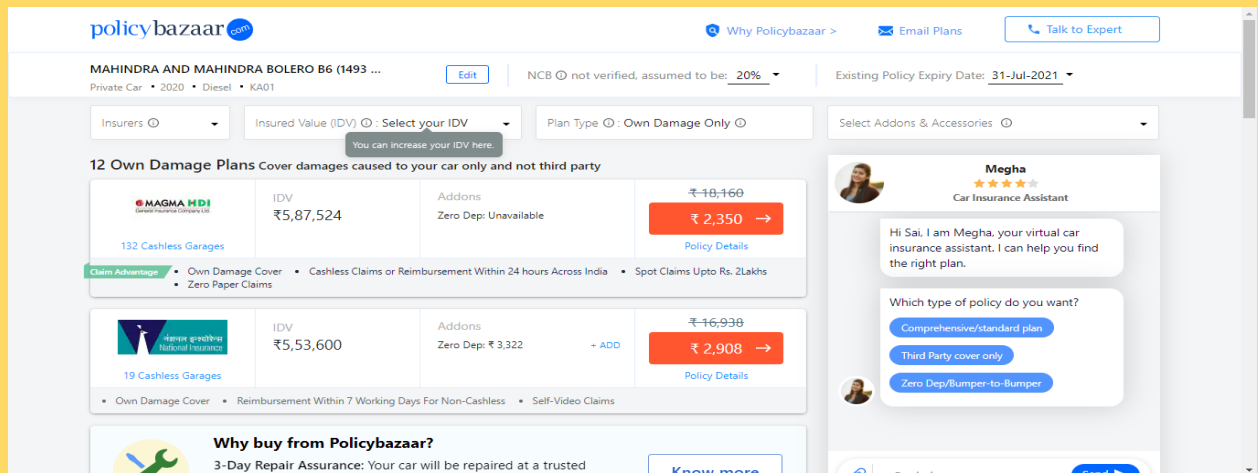 policybazaar.com
Why Policybazaar >
Email Plans
Talk to Expert
MAHINDRA AND MAHINDRA BOLERO B6 (1493 ...
Private Car • 2020 • Diesel • KA01
Edit
NCB not verified, assumed to be: 20%
Existing Policy Expiry Date: 31-Jul-2021
Insurers
Insured Value (IDV) : Select your IDV
Plan Type : Own Damage Only
Select Addons & Accessories
You can increase your IDV here.
12 Own Damage Plans Cover damages caused to your car only and not third party
MAGMA HDI
General Insurance Company Ltd.
132 Cashless Garages
IDV
₹5,87,524
Addons
Zero Dep: Unavailable
₹ 18,160
₹ 2,350 →
Policy Details
Claim Advantage
• Own Damage Cover • Cashless Claims or Reimbursement Within 24 hours Across India • Spot Claims Upto Rs. 2Lakhs
• Zero Paper Claims
नेशनल इन्श्योरेन्स
National Insurance
19 Cashless Garages
IDV
₹5,53,600
Addons
Zero Dep: ₹ 3,322
+ ADD
₹ 16,938
₹ 2,908 →
Policy Details
• Own Damage Cover • Reimbursement Within 7 Working Days For Non-Cashless • Self-Video Claims
Why buy from Policybazaar?
3-Day Repair Assurance: Your car will be repaired at a trusted
Know more
Megha
Car Insurance Assistant
Hi Sai, I am Megha, your virtual car
insurance assistant. I can help you find
the right plan.
Which type of policy do you want?
Comprehensive/standard plan
Third Party cover only
Zero Dep/Bumper-to-Bumper
Send